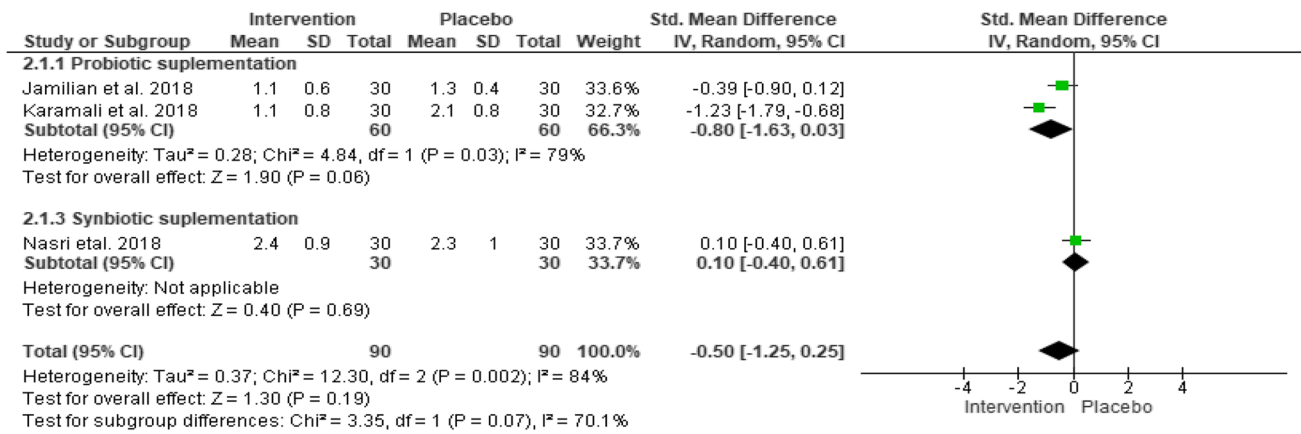 Intervention Placebo Std. Mean Difference Std. Mean Difference
Study or Subgroup Mean SD Total Mean SD Total Weight IV, Random, 95% CI IV, Random, 95% CI
2.1.1 Probiotic suplementation
Jamilian et al. 2018 1.1 0.6 30 1.3 0.4 30 33.6% -0.39 [-0.90, 0.12]
Karamali et al. 2018 1.1 0.8 30 2.1 0.8 30 32.7% -1.23 [-1.79, -0.68]
Subtotal (95% CI) 60 60 66.3% -0.80 [-1.63, 0.03]
Heterogeneity: Tau² = 0.28; Chi² = 4.84, df = 1 (P = 0.03); I² = 79%
Test for overall effect: Z = 1.90 (P = 0.06)
2.1.3 Synbiotic suplementation
Nasri etal. 2018 2.4 0.9 30 2.3 1 30 33.7% 0.10 [-0.40, 0.61]
Subtotal (95% CI) 30 30 33.7% 0.10 [-0.40, 0.61]
Heterogeneity: Not applicable
Test for overall effect: Z = 0.40 (P = 0.69)
Total (95% CI) 90 90 100.0% -0.50 [-1.25, 0.25]
Heterogeneity: Tau² = 0.37; Chi² = 12.30, df = 2 (P = 0.002); I² = 84%
Test for overall effect: Z = 1.30 (P = 0.19)
Test for subgroup differences: Chi² = 3.35, df = 1 (P = 0.07), I² = 70.1%
-4 -2 0 2 4
Intervention Placebo